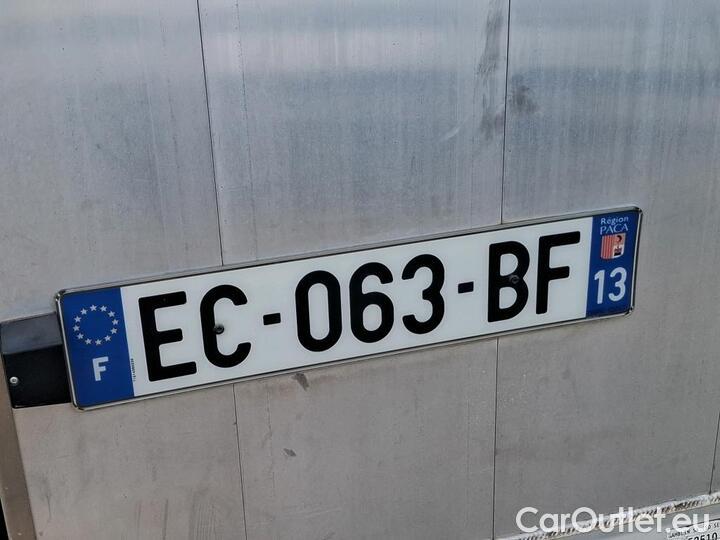 Région
PACA
EC-063-BF
F
13
CarOutlet.eu